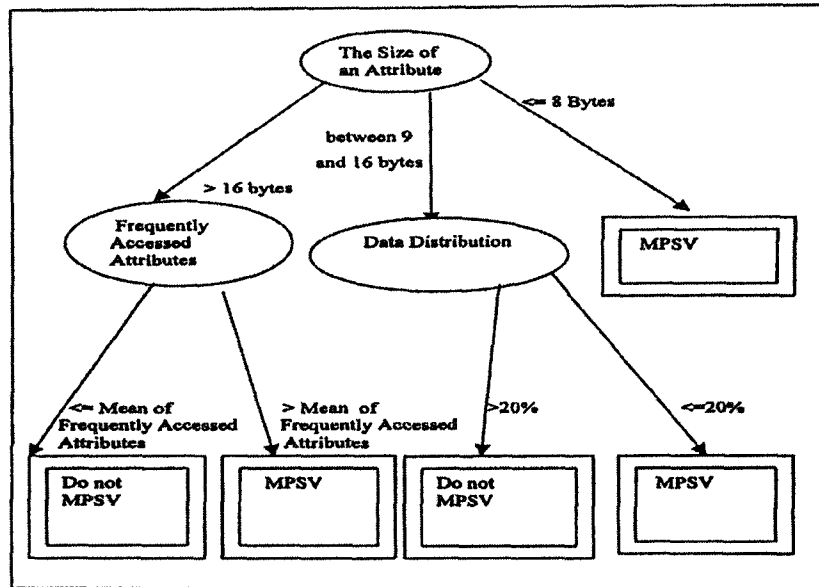 The Size of
an Attribute
<= 8 Bytes
between 9
and 16 bytes
> 16 bytes
Frequently
Accessed
Attributes
Data Distribution
MPSV
<= Mean of
Frequently Accessed
Attributes
> Mean of
Frequently Accessed
Attributes
>20%
<=20%
Do not
MPSV
MPSV
Do not
MPSV
MPSV